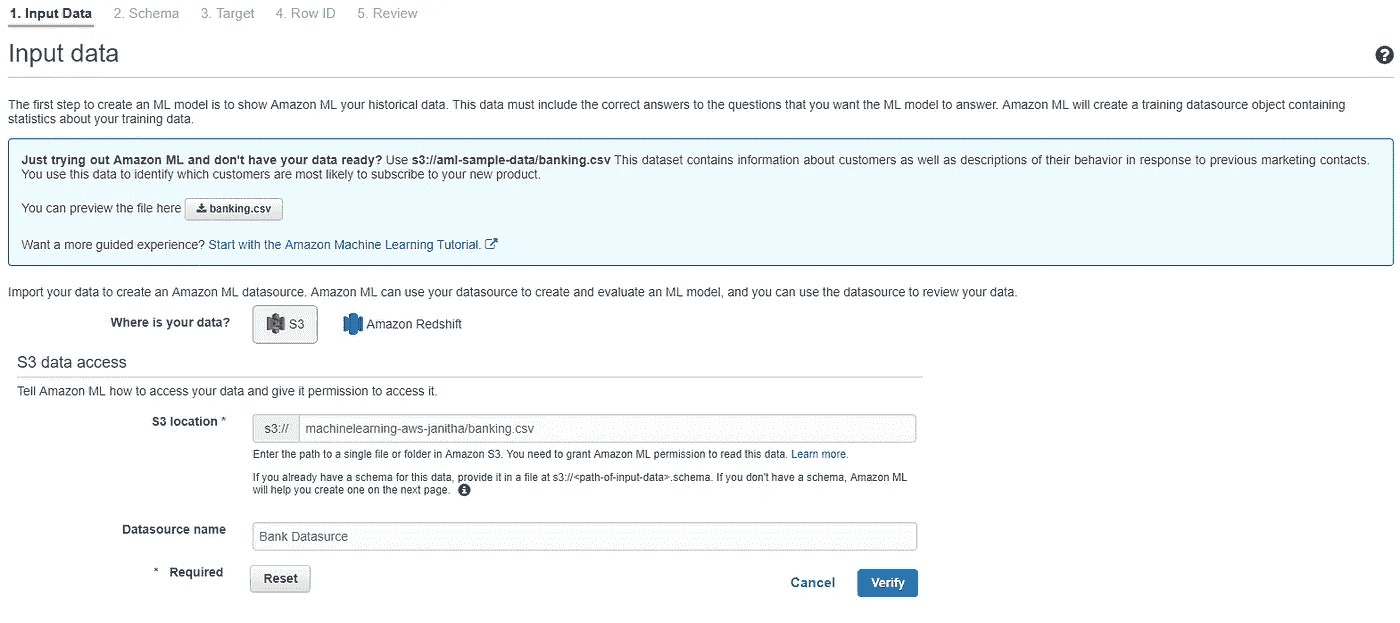 1. Input Data 2. Schema 3. Target 4. Row ID 5. Review
Input data
?
The first step to create an ML model is to show Amazon ML your historical data. This data must include the correct answers to the questions that you want the ML model to answer. Amazon ML will create a training datasource object containing
statistics about your training data.
Just trying out Amazon ML and don't have your data ready? Use s3://aml-sample-data/banking.csv This dataset contains information about customers as well as descriptions of their behavior in response to previous marketing contacts.
You use this data to identify which customers are most likely to subscribe to your new product.
You can preview the file here banking.csv
Want a more guided experience? Start with the Amazon Machine Learning Tutorial.
Import your data to create an Amazon ML datasource. Amazon ML can use your datasource to create and evaluate an ML model, and you can use the datasource to review your data.
Where is your data? S3 Amazon Redshift
S3 data access
Tell Amazon ML how to access your data and give it permission to access it.
S3 location * s3:// machinelearning-aws-janitha/banking.csv
Enter the path to a single file or folder in Amazon S3. You need to grant Amazon ML permission to read this data. Learn more.
If you already have a schema for this data, provide it in a file at s3://<path-of-input-data>.schema. If you don't have a schema, Amazon ML
will help you create one on the next page. i
Datasource name Bank Datasurce
* Required Reset Cancel Verify